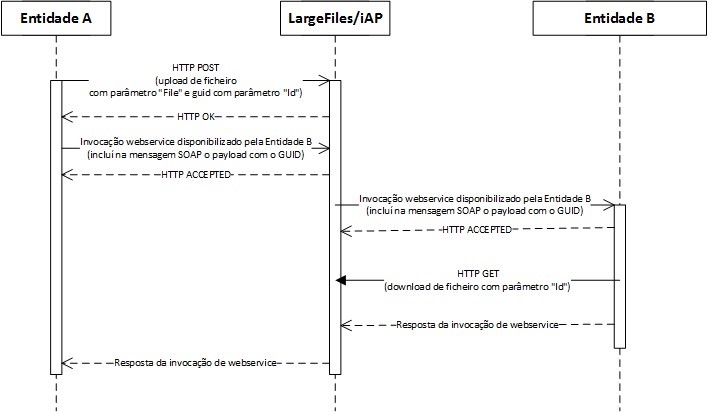 Entidade A
LargeFiles/iAP
Entidade B
HTTP POST
(upload de ficheiro
com parâmetro "File" e guid com parâmetro "Id")
HTTP OK
Invocação webservice disponibilizado pela Entidade B
(incluí na mensagem SOAP o payload com o GUID)
HTTP ACCEPTED
Invocação webservice disponibilizado pela Entidade B
(incluí na mensagem SOAP o payload com o GUID)
HTTP ACCEPTED
HTTP GET
(download de ficheiro com parâmetro "Id")
Resposta da invocação de webservice
Resposta da invocação de webservice